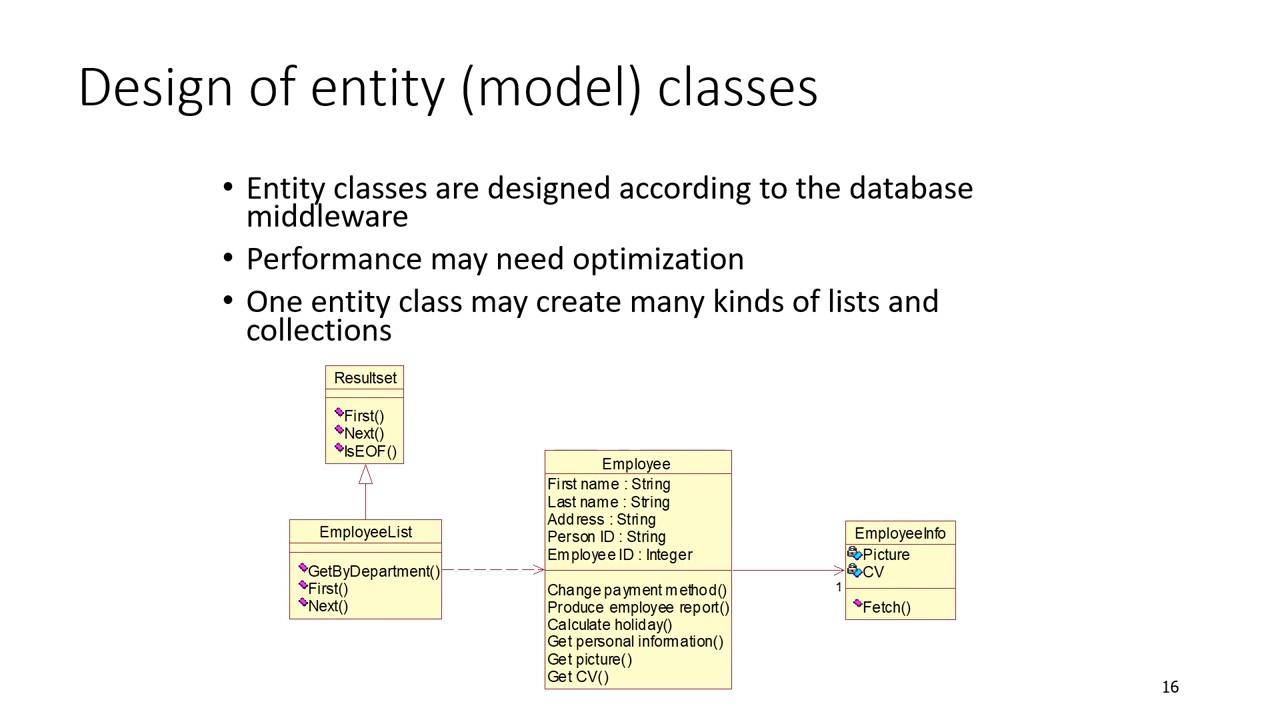 Design of entity (model) classes
• Entity classes are designed according to the database
middleware
• Performance may need optimization
• One entity class may create many kinds of lists and
collections
Resultset
First()
Next()
IsEOF()
EmployeeList
GetByDepartment()
First()
Next()
Employee
First name : String
Last name : String
Address : String
Person ID : String
Employee ID : Integer
Change payment method()
Produce employee report()
Calculate holiday()
Get personal information()
Get picture()
Get CV()
1
EmployeeInfo
Picture
CV
Fetch()
16